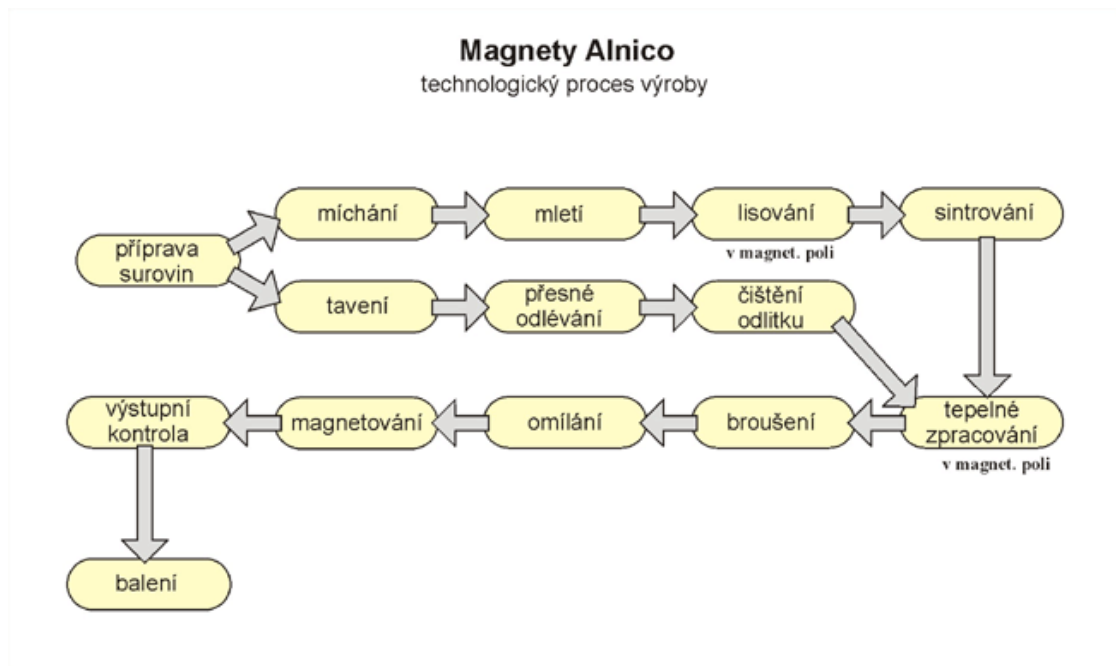 Magnety Alnico
technologický proces výroby
příprava
surovin
míchání
mletí
lisování
v magnet. poli
sintrování
tavení
přesné
odlévání
čištění
odlitku
tepelné
zpracování
v magnet. poli
broušení
omílání
magnetování
výstupní
kontrola
balení